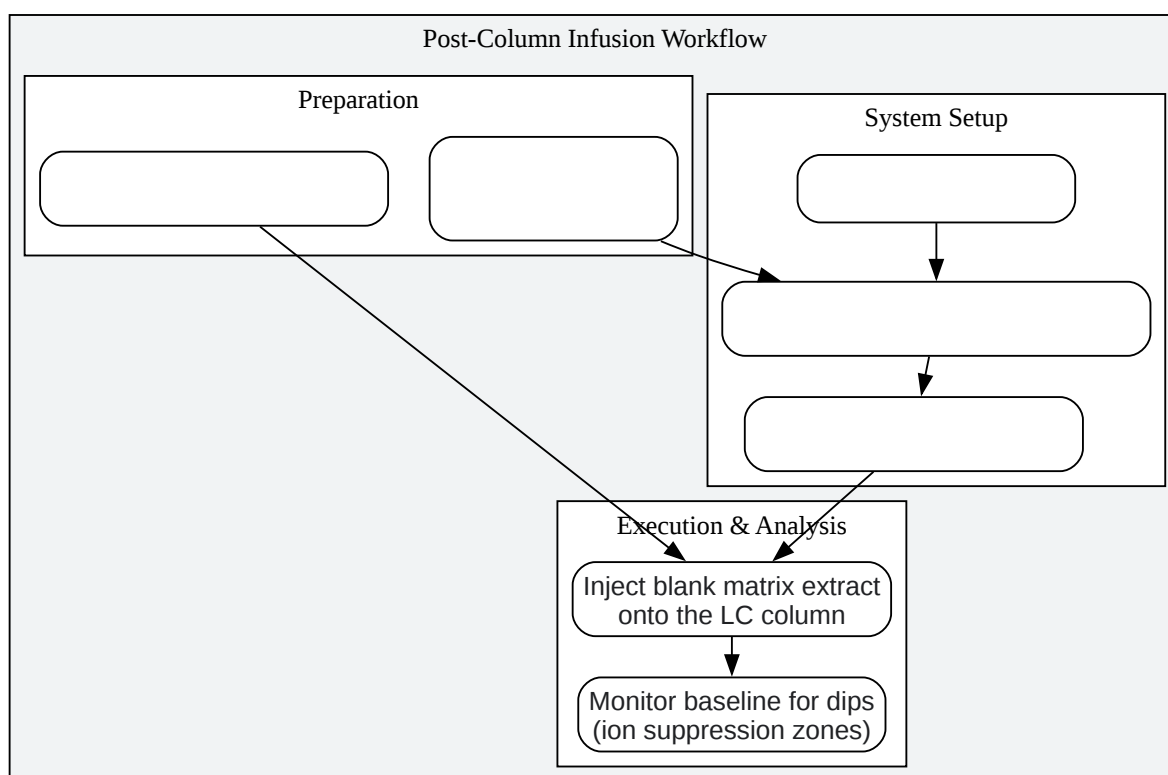 Post-Column Infusion Workflow
Preparation
System Setup
Execution & Analysis
Inject blank matrix extract
onto the LC column
Monitor baseline for dips
(ion suppression zones)